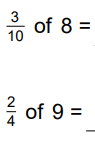 3/10 of 8 =
2/4 of 9 = _